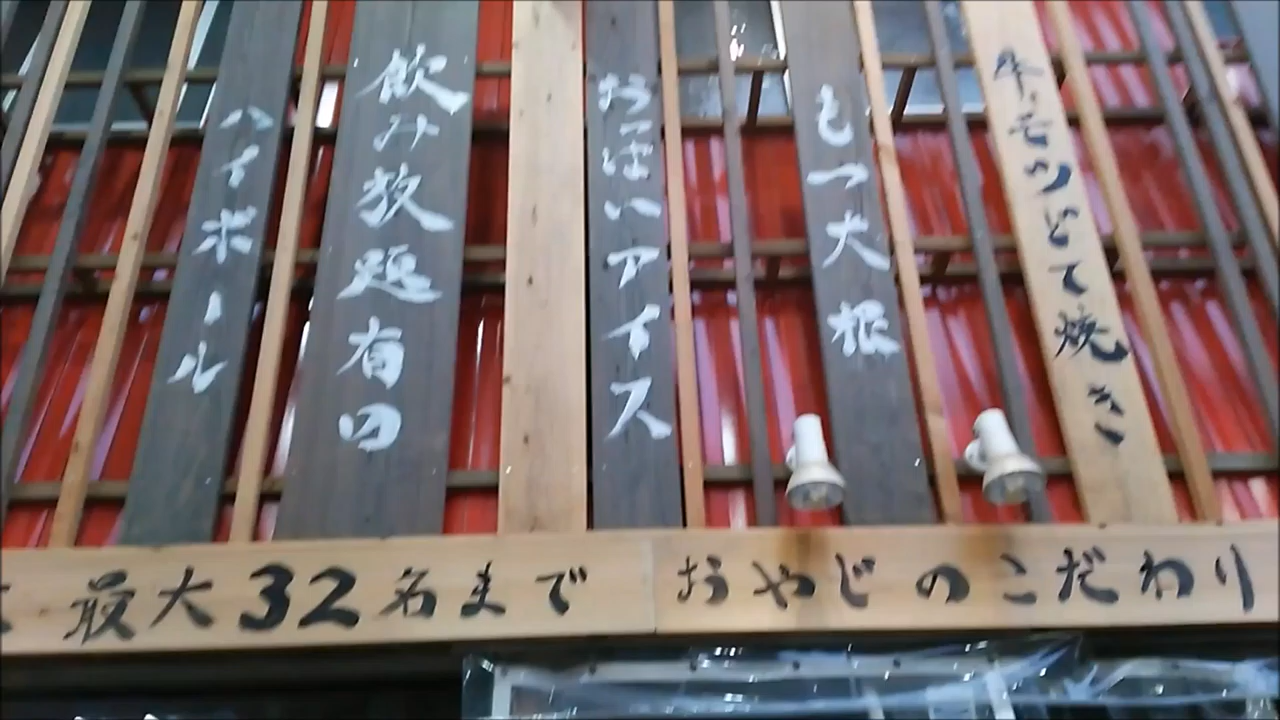 牛モツどて焼き
もつ大根
おっぱいアイス
飲み放題有ロ
ハイボール
最大32名まで
おやじのこだわり